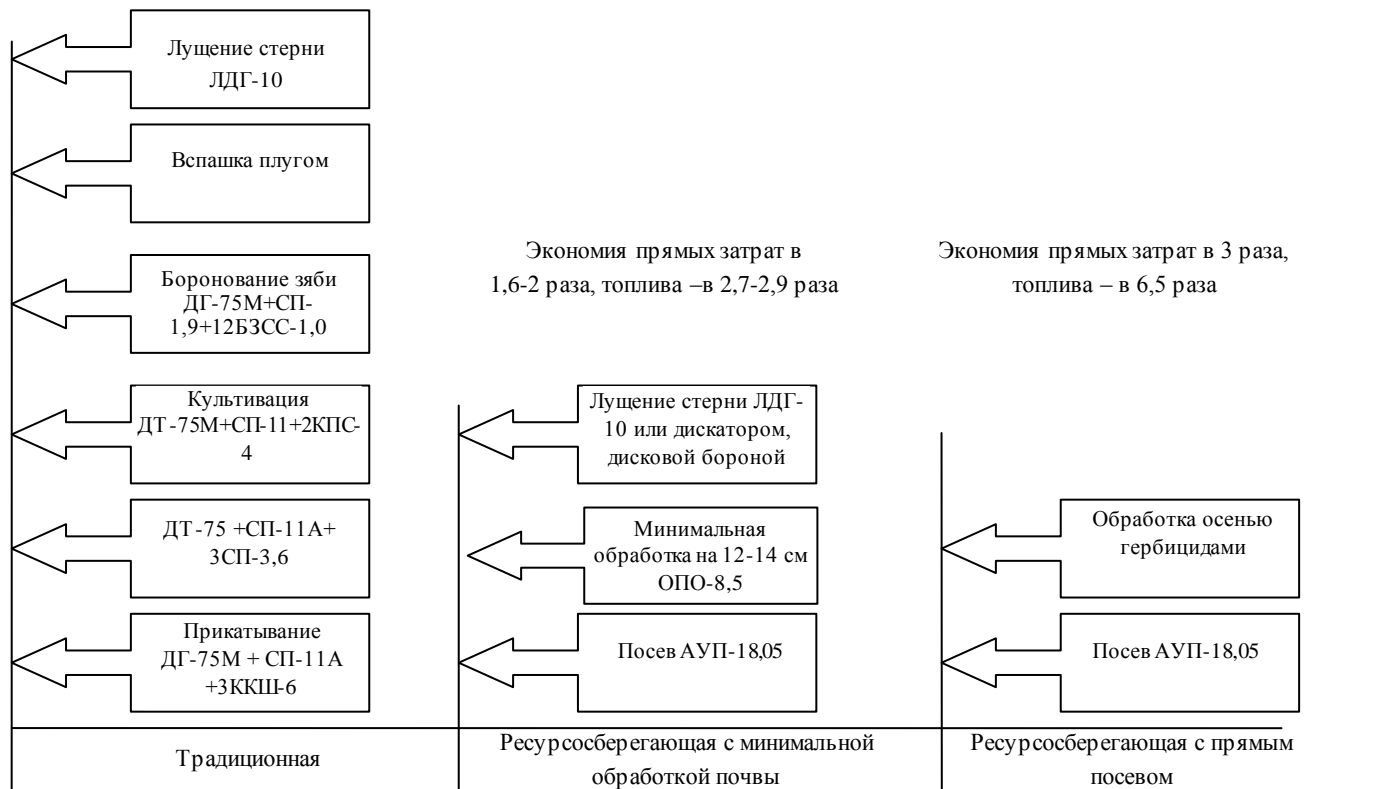 Лущение стерни
ЛДГ-10
Вспашка плугом
Боронование зяби
ДГ-75М+СП-
1,9+12БЗСС-1,0
Культивация
ДТ-75М+СП-11+2КПС-
4
ДТ-75 +СП-11А+
3СП-3,6
Прикатывание
ДГ-75М + СП-11А
+3ККШ-6
Традиционная
Экономия прямых затрат в
1,6-2 раза, топлива –в 2,7-2,9 раза
Лущение стерни ЛДГ-
10 или дискатором,
дисковой бороной
Минимальная
обработка на 12-14 см
ОПО-8,5
Посев АУП-18,05
Ресурсосберегающая с минимальной
обработкой почвы
Экономия прямых затрат в 3 раза,
топлива – в 6,5 раза
Обработка осенью
гербицидами
Посев АУП-18,05
Ресурсосберегающая с прямым
посевом